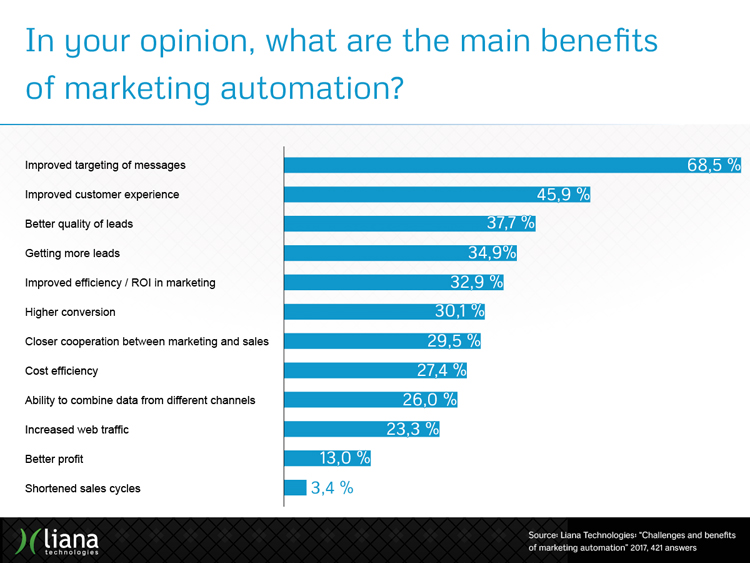 In your opinion, what are the main benefits
of marketing automation?
Improved targeting of messages 68,5 %
Improved customer experience 45,9 %
Better quality of leads 37,7 %
Getting more leads 34,9%
Improved efficiency / ROI in marketing 32,9 %
Higher conversion 30,1 %
Closer cooperation between marketing and sales 29,5 %
Cost efficiency 27,4 %
Ability to combine data from different channels 26,0 %
Increased web traffic 23,3 %
Better profit 13,0 %
Shortened sales cycles 3,4 %
liana
technologies
Source: Liana Technologies: "Challenges and benefits
of marketing automation" 2017, 421 answers